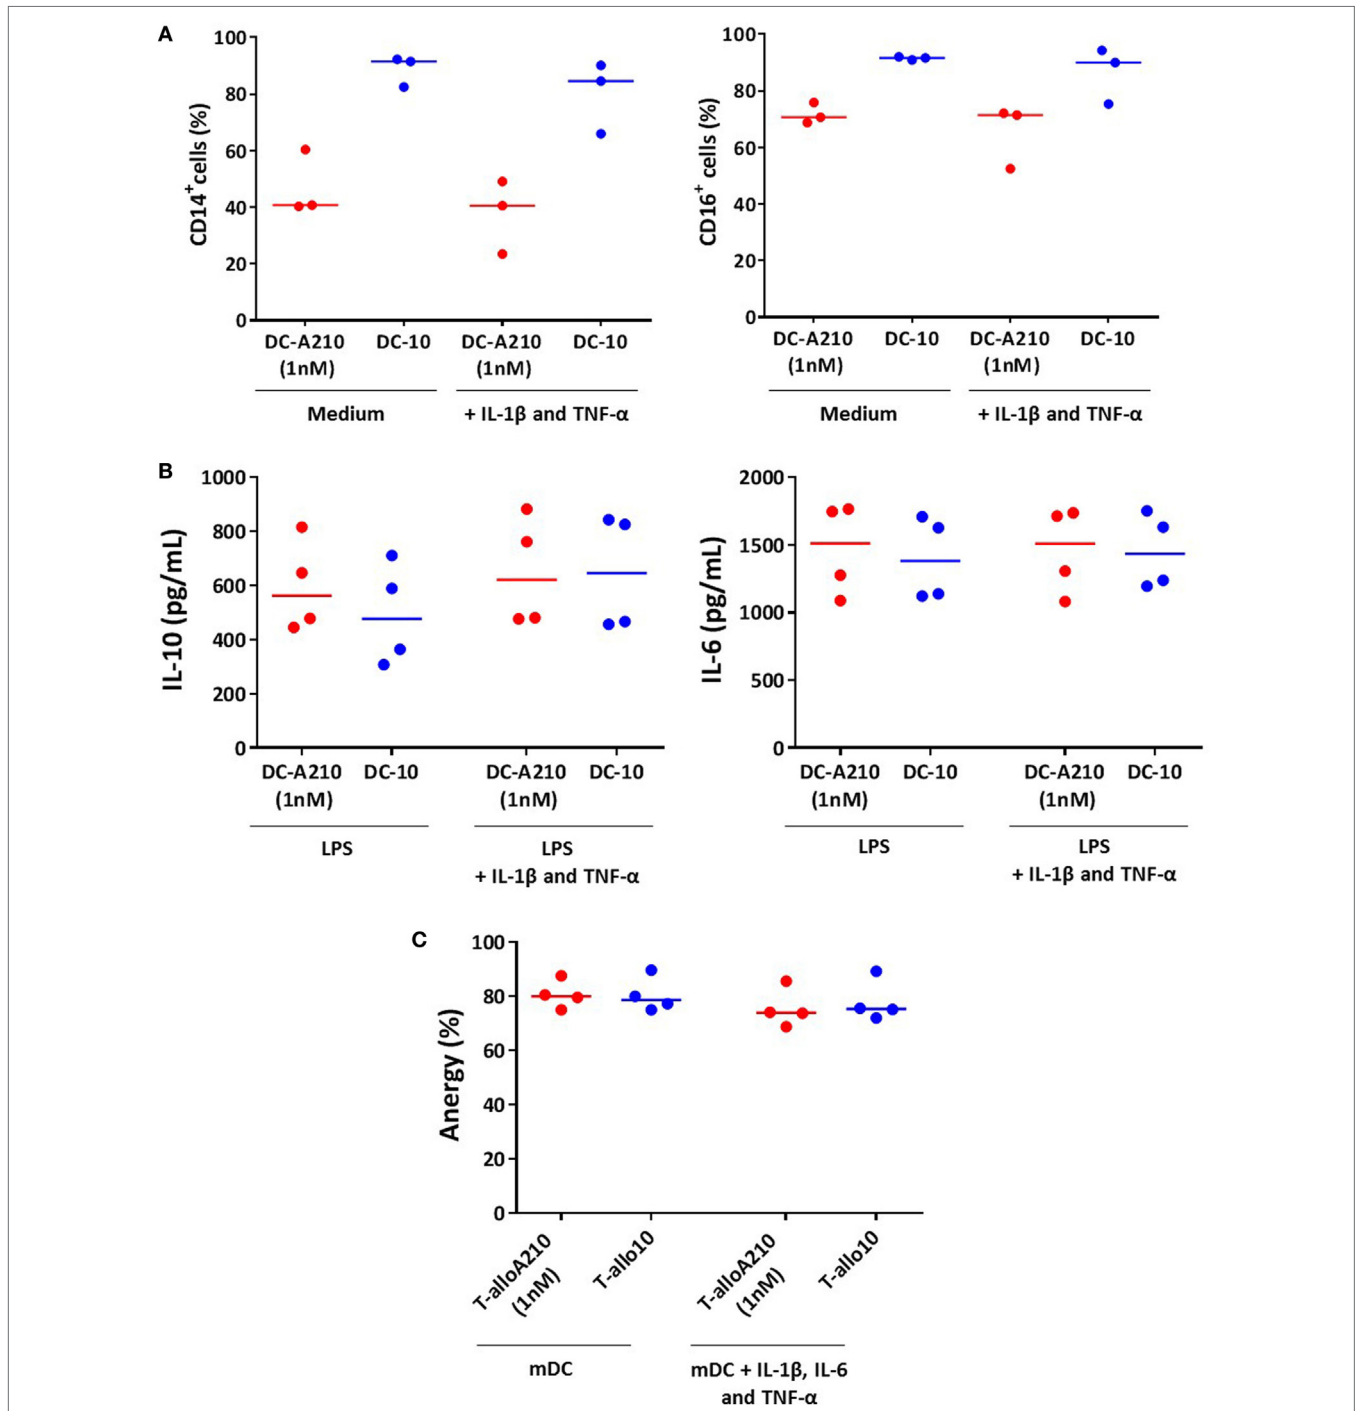 A
CD14+cells (%)
100
80
60
40
20
0
DC-A210
(1nM)
DC-10
DC-A210
(1nM)
DC-10
Medium
+ IL-1β and TNF-α
CD16+ cells (%)
100
80
60
40
20
0
DC-A210
(1nM)
DC-10
DC-A210
(1nM)
DC-10
Medium
+ IL-1β and TNF-α
B
IL-10 (pg/mL)
1000
800
600
400
200
0
DC-A210
(1nM)
DC-10
DC-A210
(1nM)
DC-10
LPS
LPS
+ IL-1β and TNF-α
IL-6 (pg/mL)
2000
1500
1000
500
0
DC-A210
(1nM)
DC-10
DC-A210
(1nM)
DC-10
LPS
LPS
+ IL-1β and TNF-α
C
Anergy (%)
100
80
60
40
20
0
T-alloA210
(1nM)
T-allo10
T-alloA210
(1nM)
T-allo10
mDC
mDC + IL-1β, IL-6
and TNF-α